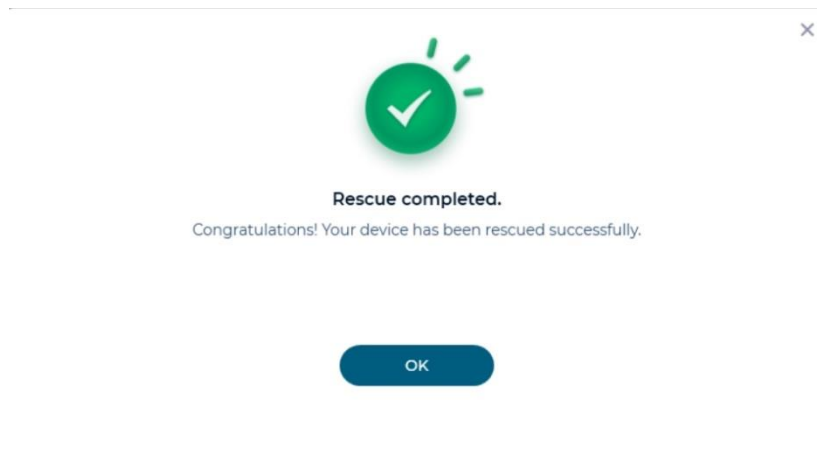 Rescue completed.
Congratulations! Your device has been rescued successfully.
OK